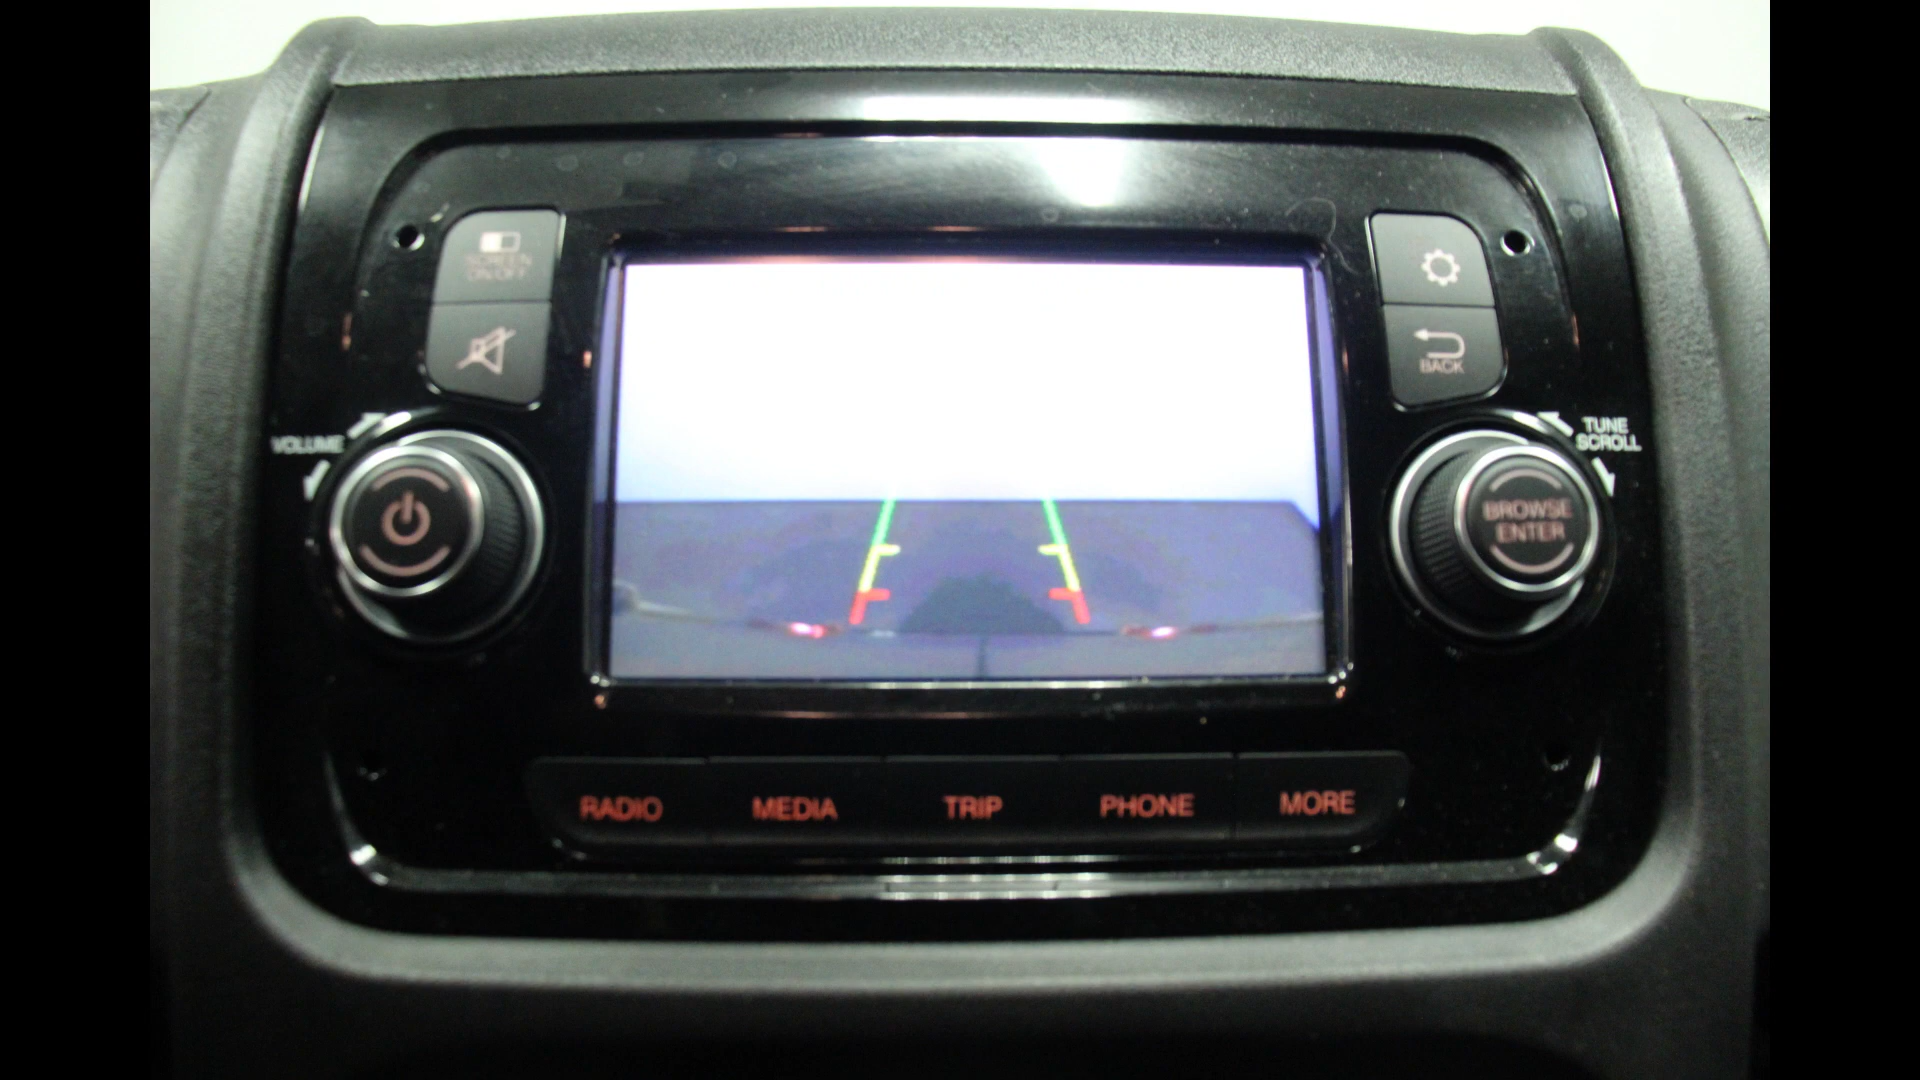 SCREEN
ON/OFF
BACK
VOLUME
TUNE
SCROLL
BROWSE
ENTER
RADIO
MEDIA
TRIP
PHONE
MORE